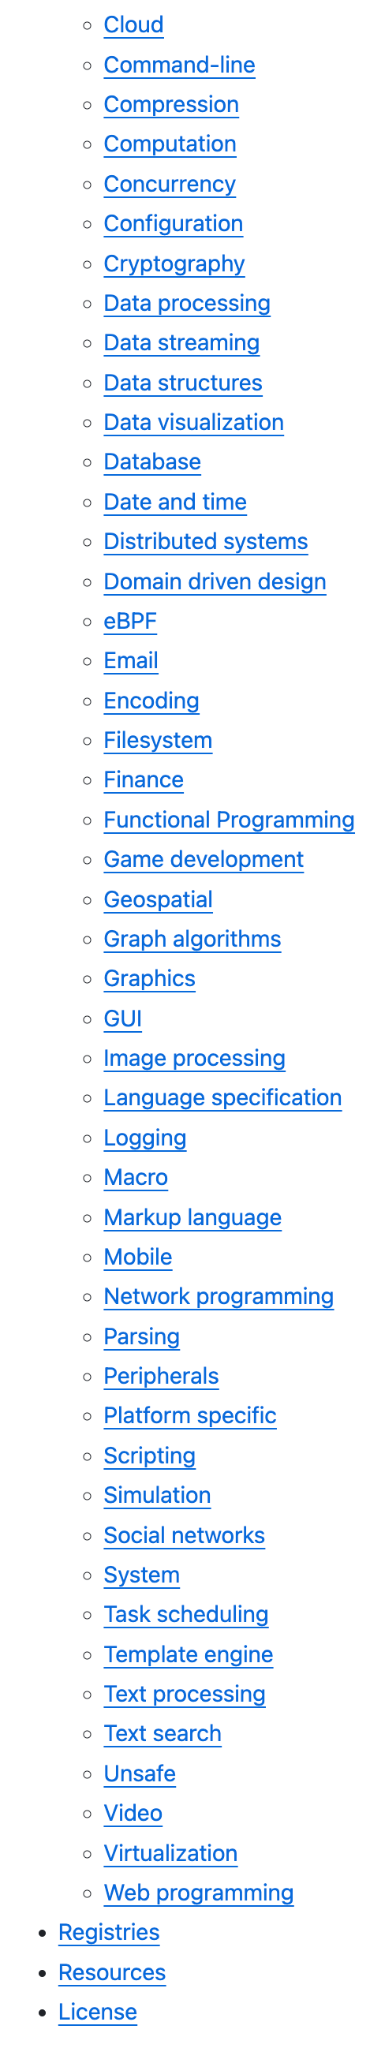 Cloud
Command-line
Compression
Computation
Concurrency
Configuration
Cryptography
Data processing
Data streaming
Data structures
Data visualization
Database
Date and time
Distributed systems
Domain driven design
eBPF
Email
Encoding
Filesystem
Finance
Functional Programming
Game development
Geospatial
Graph algorithms
Graphics
GUI
Image processing
Language specification
Logging
Macro
Markup language
Mobile
Network programming
Parsing
Peripherals
Platform specific
Scripting
Simulation
Social networks
System
Task scheduling
Template engine
Text processing
Text search
Unsafe
Video
Virtualization
Web programming
Registries
Resources
License